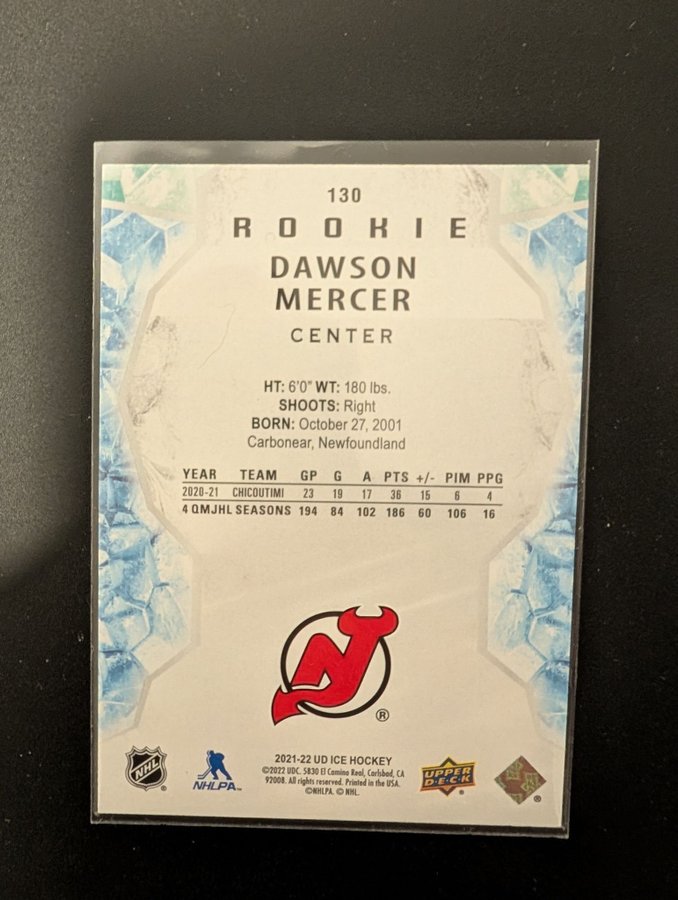 130
ROOKIE
DAWSON
MERCER
CENTER
HT: 6'0" WT: 180 lbs.
SHOOTS: Right
BORN: October 27, 2001
Carbonear, Newfoundland
YEAR TEAM GP G A PTS +/- PIM PPG
2020-21 CHICOUTIMI 23 19 17 36 15 6 4
4 QMJHL SEASONS 194 84 102 186 60 106 16
NJ
®
2021-22 UD ICE HOCKEY
©2022 UDC. 5830 El Camino Real, Carlsbad, CA
92008. All rights reserved. Printed in the USA.
©NHLPA. © NHL.
NHL ®
NHLPA™
UPPER
DECK ®
®